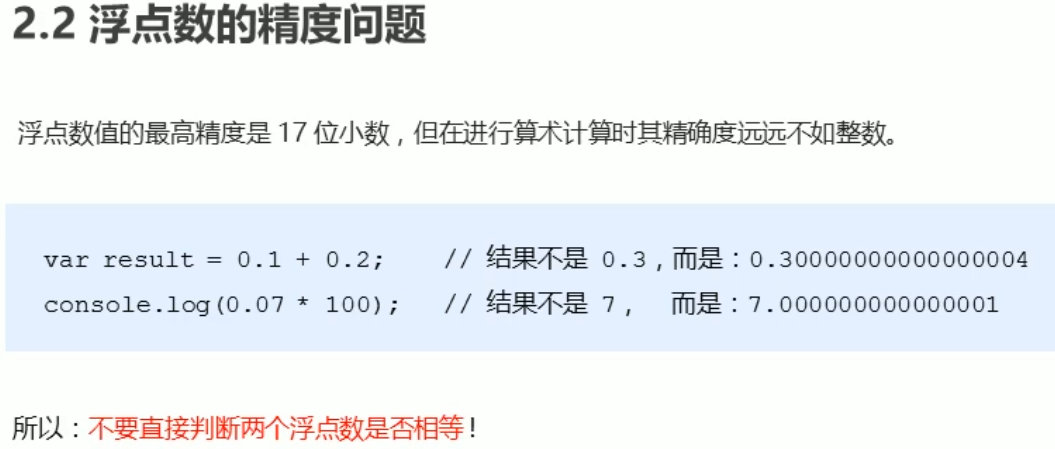 2.2 浮点数的精度问题
浮点数值的最高精度是 17 位小数，但在进行算术计算时其精确度远远不如整数。
var result = 0.1 + 0.2;    // 结果不是 0.3，而是：0.30000000000000004
console.log(0.07 * 100);   // 结果不是 7，  而是：7.000000000000001
所以：不要直接判断两个浮点数是否相等！